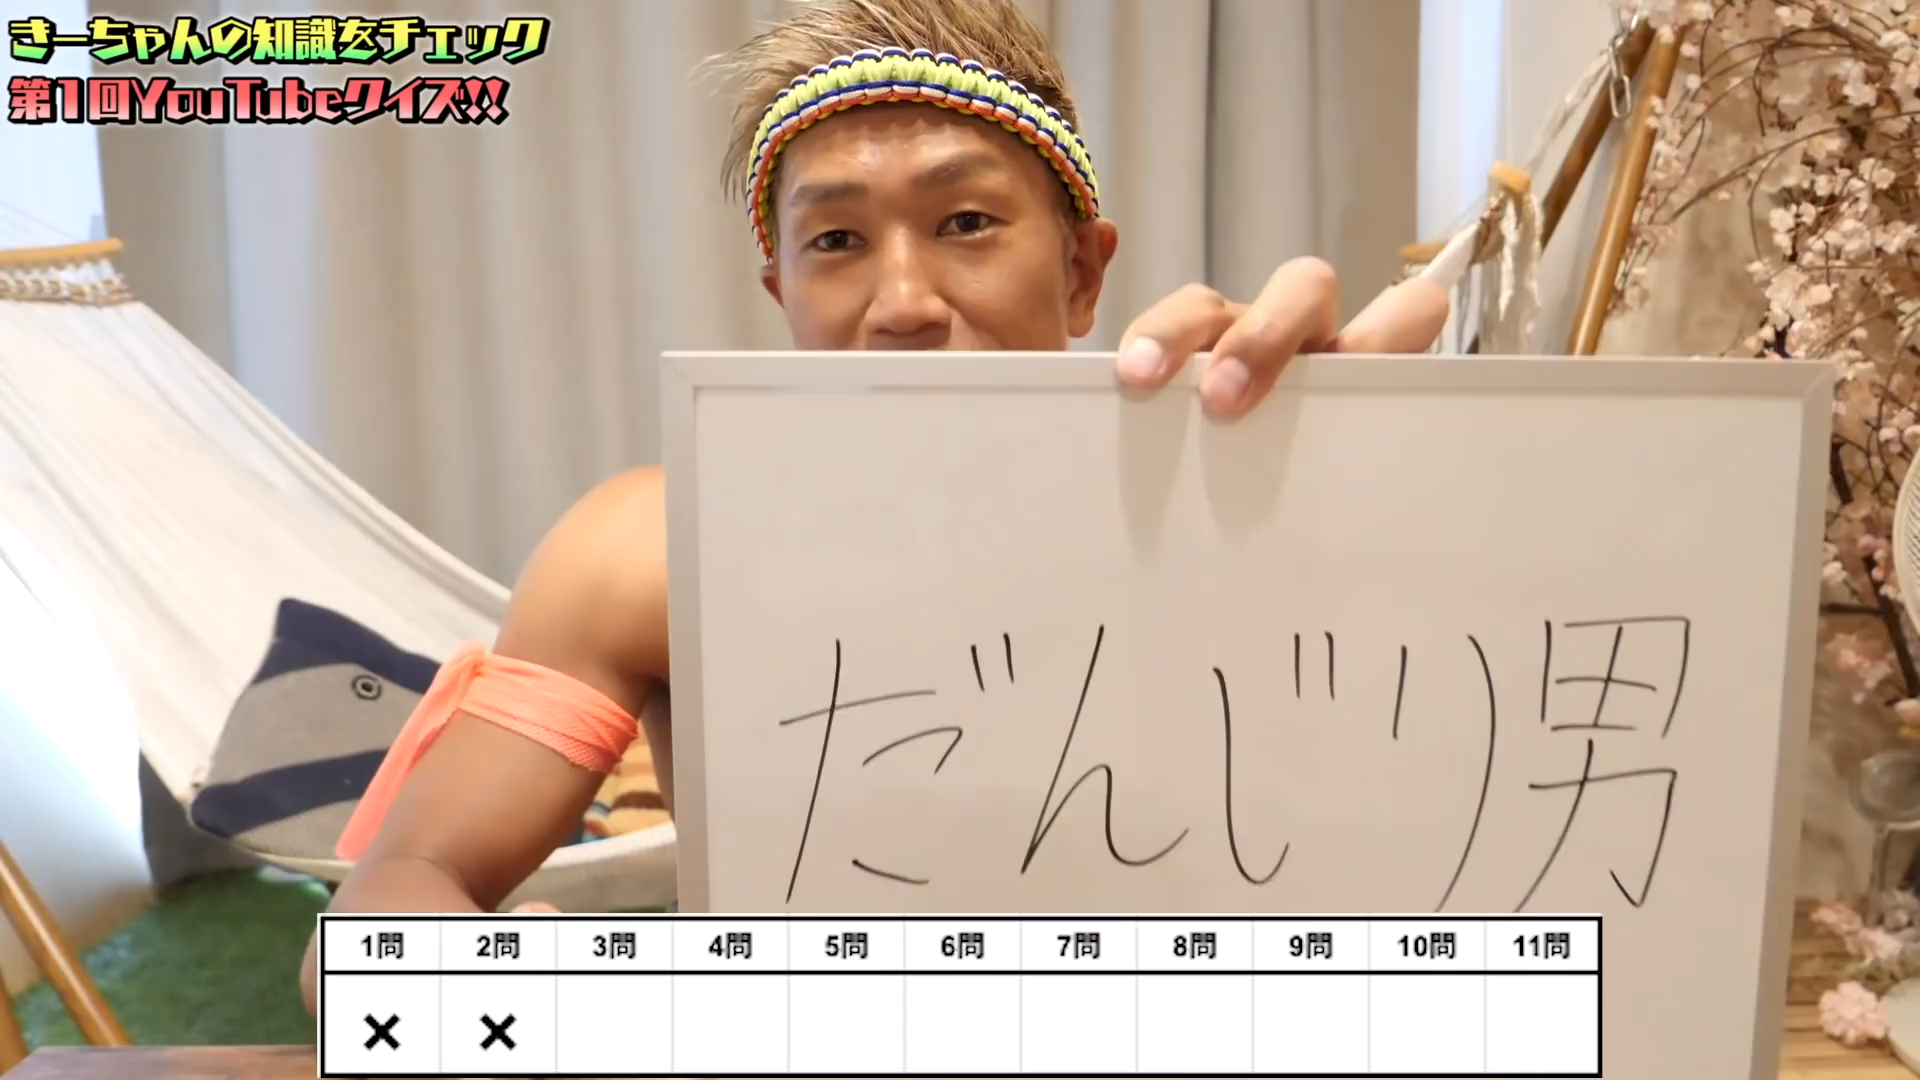 きーちゃんの知識をチェック
第1回YouTubeクイズ!!
だんじり男
1問 2問 3問 4問 5問 6問 7問 8問 9問 10問 11問
× ×